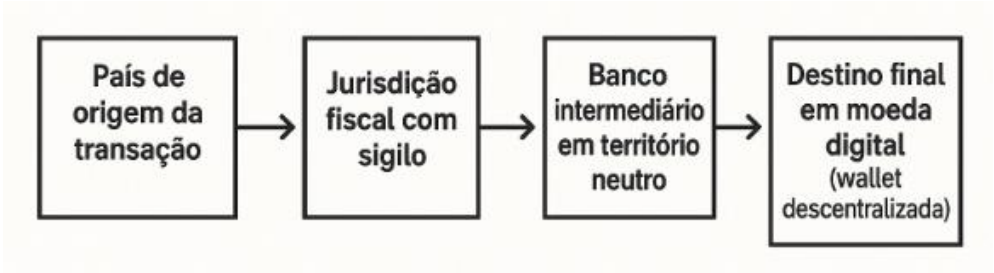 País de
origem da
transação
Jurisdição
fiscal com
sigilo
Banco
intermediário
em território
neutro
Destino final
em moeda
digital
(wallet
descentralizada)